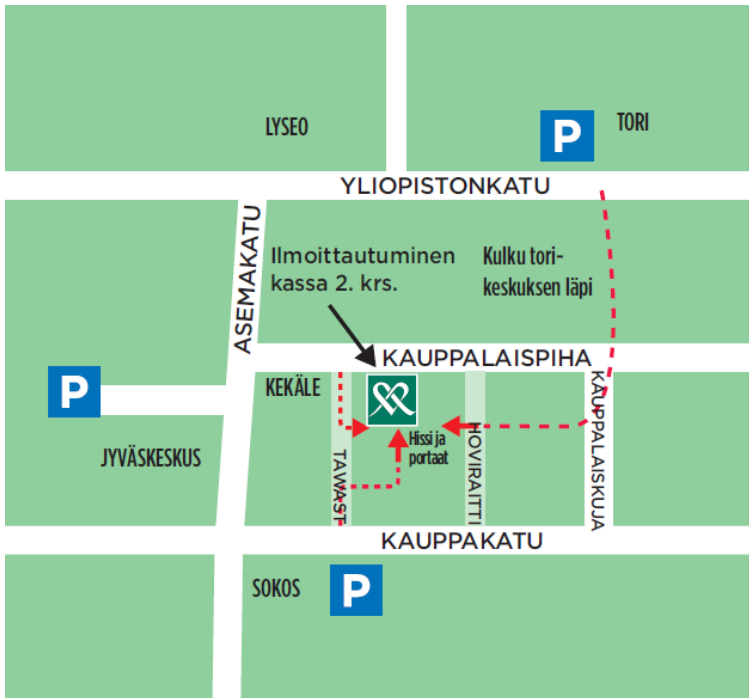 LYSEO
P
TORI
YLIOPISTONKATU
ASEMAKATU
Ilmoittautuminen
kassa 2. krs.
Kulku tori-
keskuksen läpi
KAUPPALAISPIHA
P
KEKÄLE
KAUPPALAISKUJA
JYVÄSKESKUS
TAWAST
Hissi ja
portaat
HOVIRAITTI
KAUPPAKATU
SOKOS
P